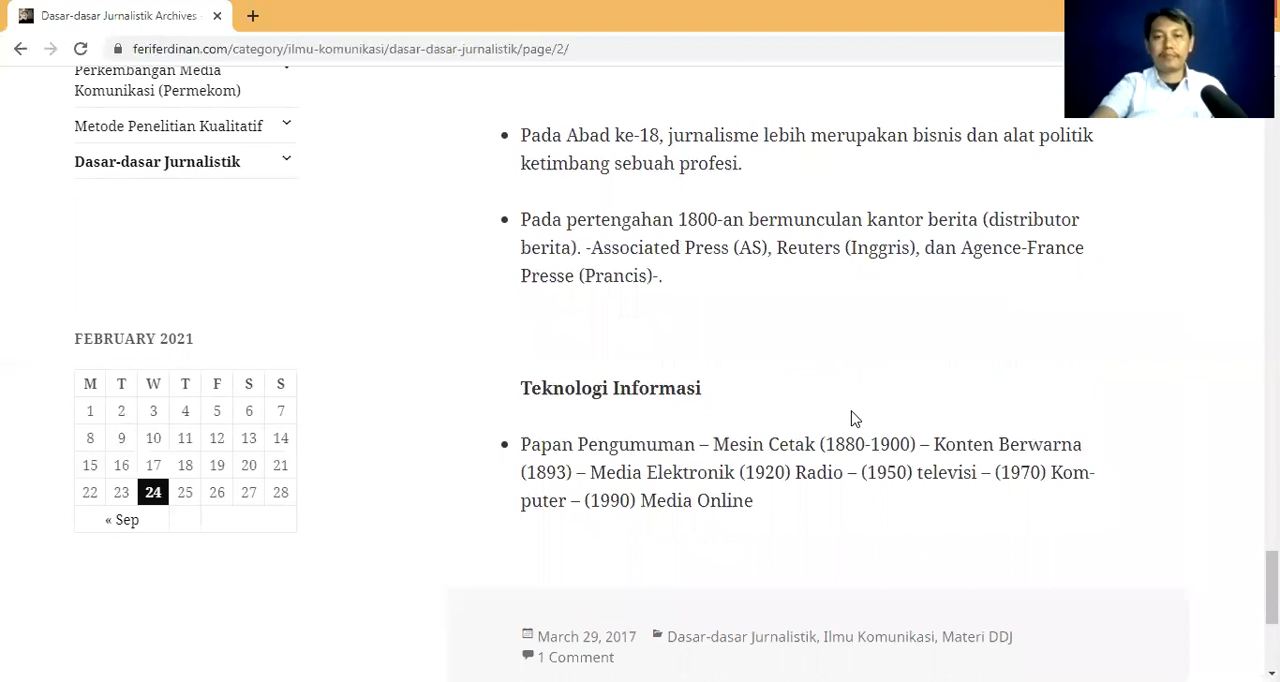 Dasar-dasar Jurnalistik Archives
feriferdinan.com/category/ilmu-komunikasi/dasar-dasar-jurnalistik/page/2/
Perkembangan Media
Komunikasi (Permekom)
Metode Penelitian Kualitatif
Dasar-dasar Jurnalistik
FEBRUARY 2021
M T W T F S S
1 2 3 4 5 6 7
8 9 10 11 12 13 14
15 16 17 18 19 20 21
22 23 24 25 26 27 28
« Sep
• Pada Abad ke-18, jurnalisme lebih merupakan bisnis dan alat politik
ketimbang sebuah profesi.
• Pada pertengahan 1800-an bermunculan kantor berita (distributor
berita). -Associated Press (AS), Reuters (Inggris), dan Agence-France
Presse (Prancis)-.
Teknologi Informasi
• Papan Pengumuman – Mesin Cetak (1880-1900) – Konten Berwarna
(1893) – Media Elektronik (1920) Radio – (1950) televisi – (1970) Kom-
puter – (1990) Media Online
March 29, 2017 Dasar-dasar Jurnalistik, Ilmu Komunikasi, Materi DDJ
1 Comment